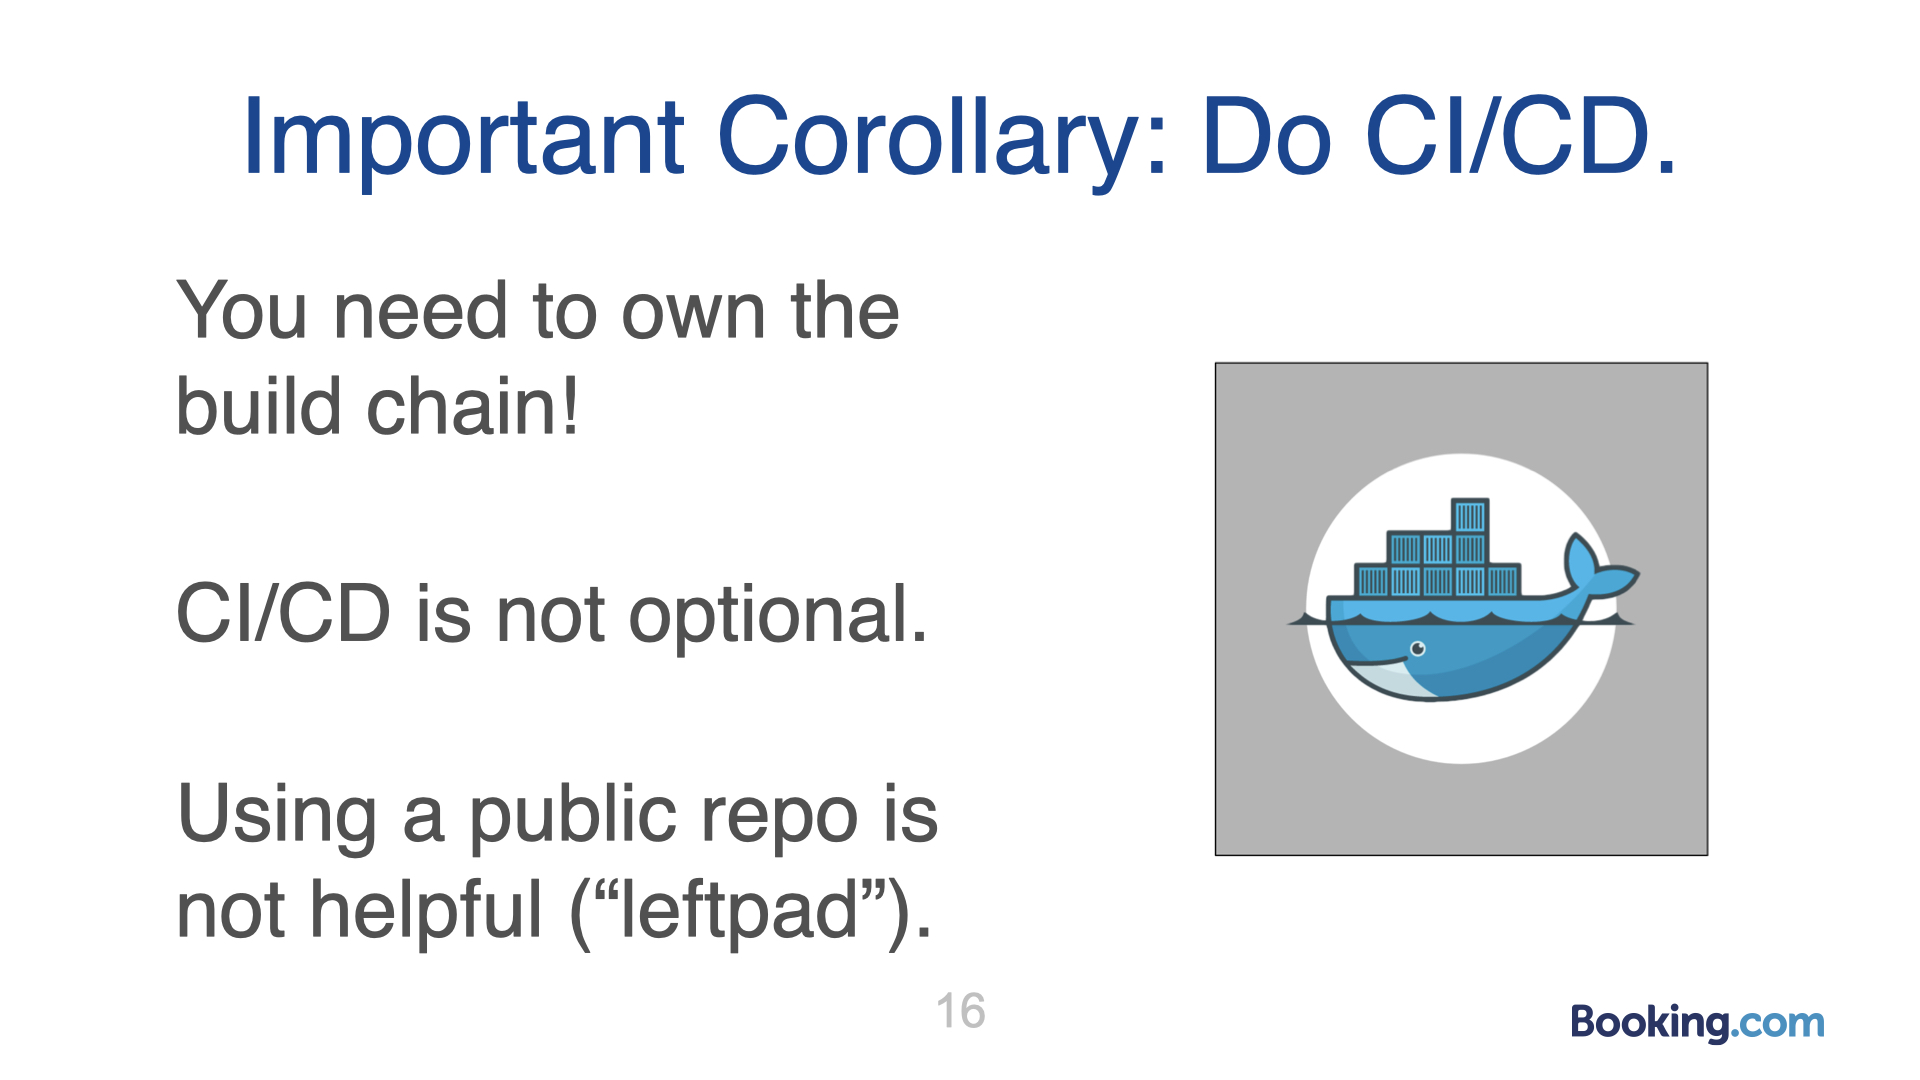 Important Corollary: Do CI/CD.
You need to own the
build chain!
CI/CD is not optional.
Using a public repo is
not helpful (“leftpad”).
16
Booking.com